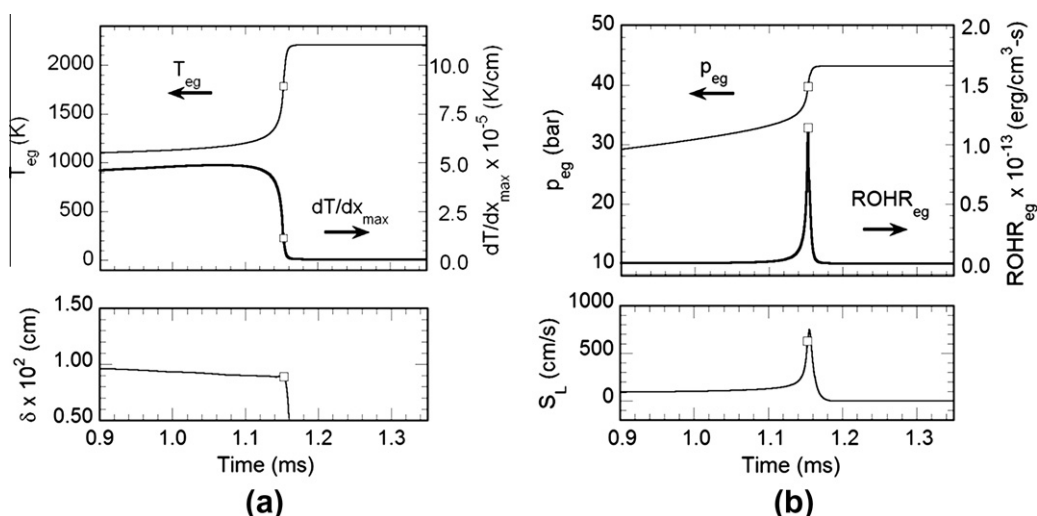 2000
1500
1000
500
0
T_eg (K)
T_eg
dT/dx_max
10.0
7.5
5.0
2.5
0.0
dT/dx_max x 10^-5 (K/cm)
1.50
1.00
0.50
δ x 10^2 (cm)
0.9 1.0 1.1 1.2 1.3
Time (ms)
(a)
50
40
30
20
10
p_eg (bar)
p_eg
ROHR_eg
2.0
1.5
1.0
0.5
0.0
ROHR_eg x 10^-13 (erg/cm^3-s)
1000
500
0
S_L (cm/s)
0.9 1.0 1.1 1.2 1.3
Time (ms)
(b)